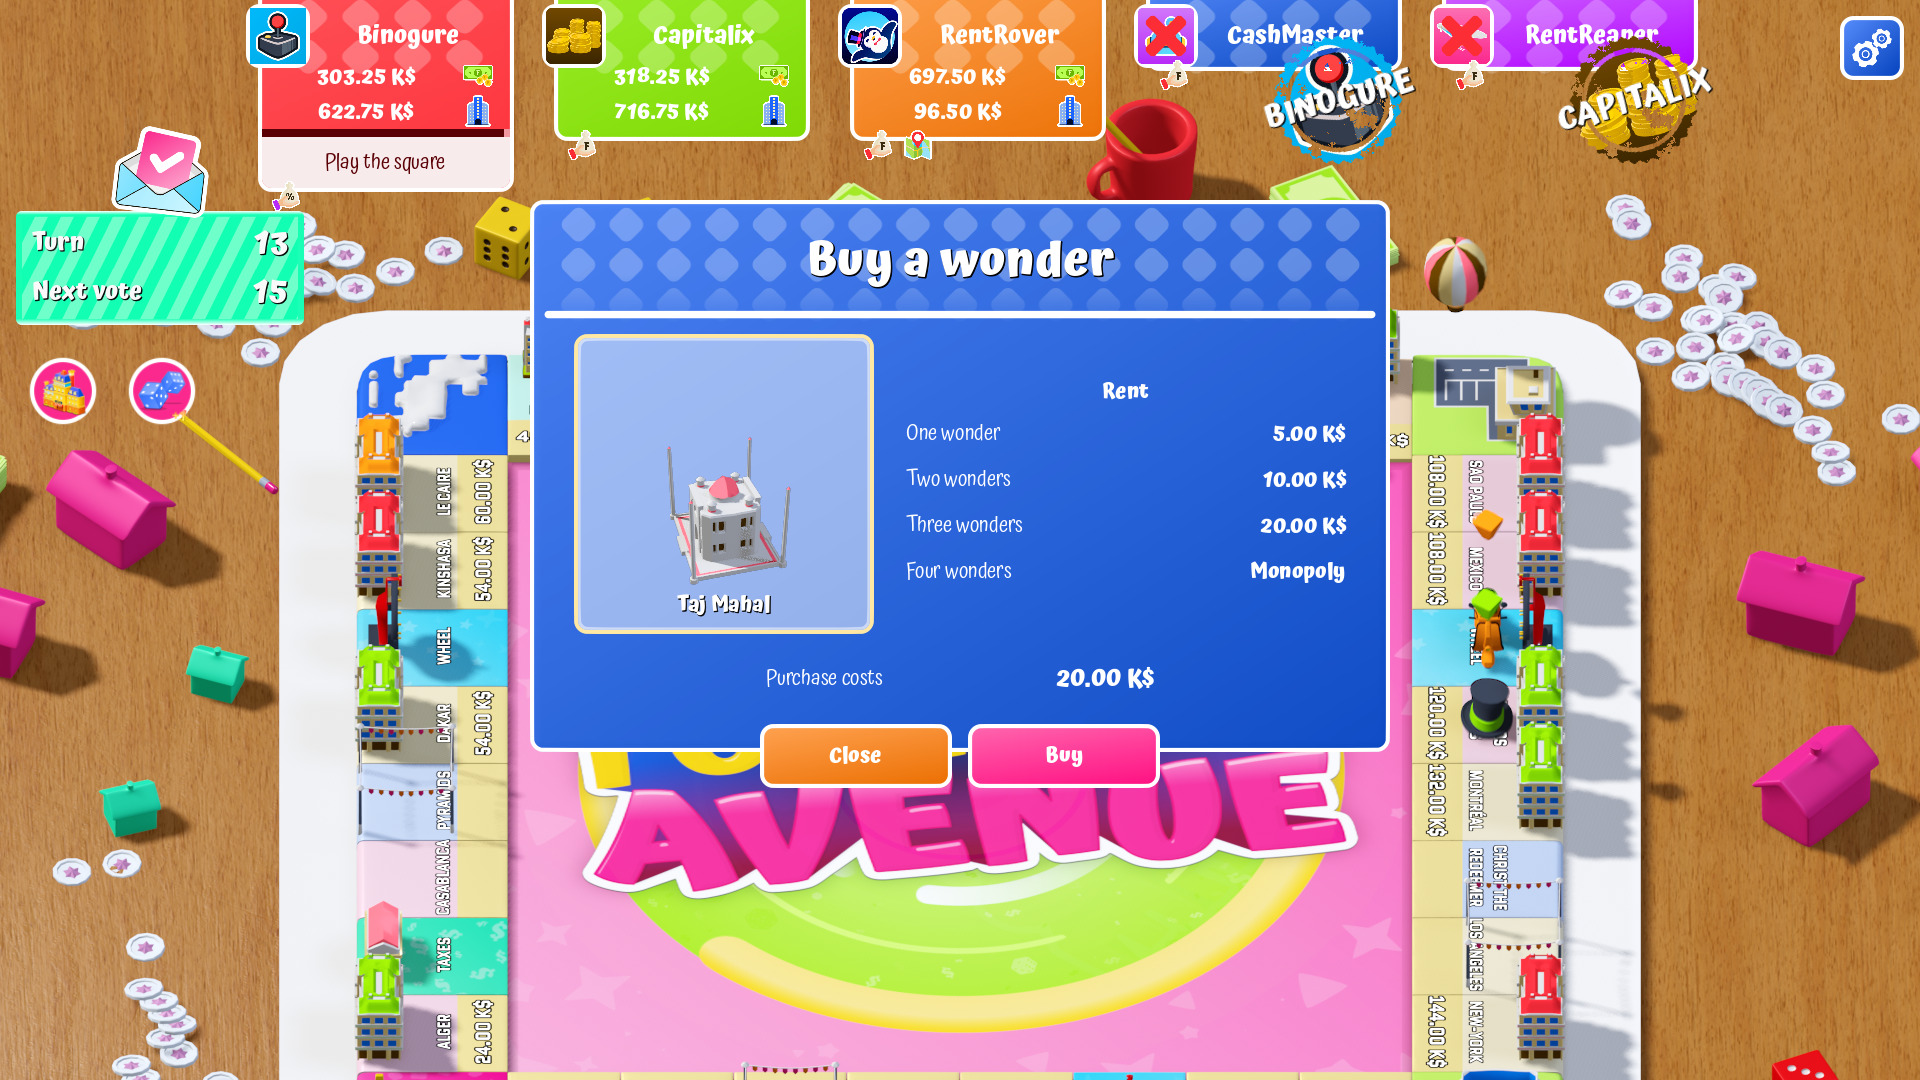 Binogure
303.25 K$
622.75 K$
Play the square
Capitalix
318.25 K$
716.75 K$
RentRover
697.50 K$
96.50 K$
CashMaster
BINOGURE
RentReaper
CAPITALIX
Turn 13
Next vote 15
Buy a wonder
Taj Mahal
Rent
One wonder 5.00 K$
Two wonders 10.00 K$
Three wonders 20.00 K$
Four wonders Monopoly
Purchase costs 20.00 K$
Close
Buy
AVENUE
LE CAIRE
60.00 K$
KINSHASA
54.00 K$
WHEEL
DAKAR
54.00 K$
PYRAMIDS
CASABLANCA
TAXES
ALGER
24.00 K$
108.00 K$
MEXICO
108.00 K$
120.00 K$
MONTRÉAL
132.00 K$
CHRIST THE
REDEEMER
LOS ANGELES
NEW-YORK
144.00 K$